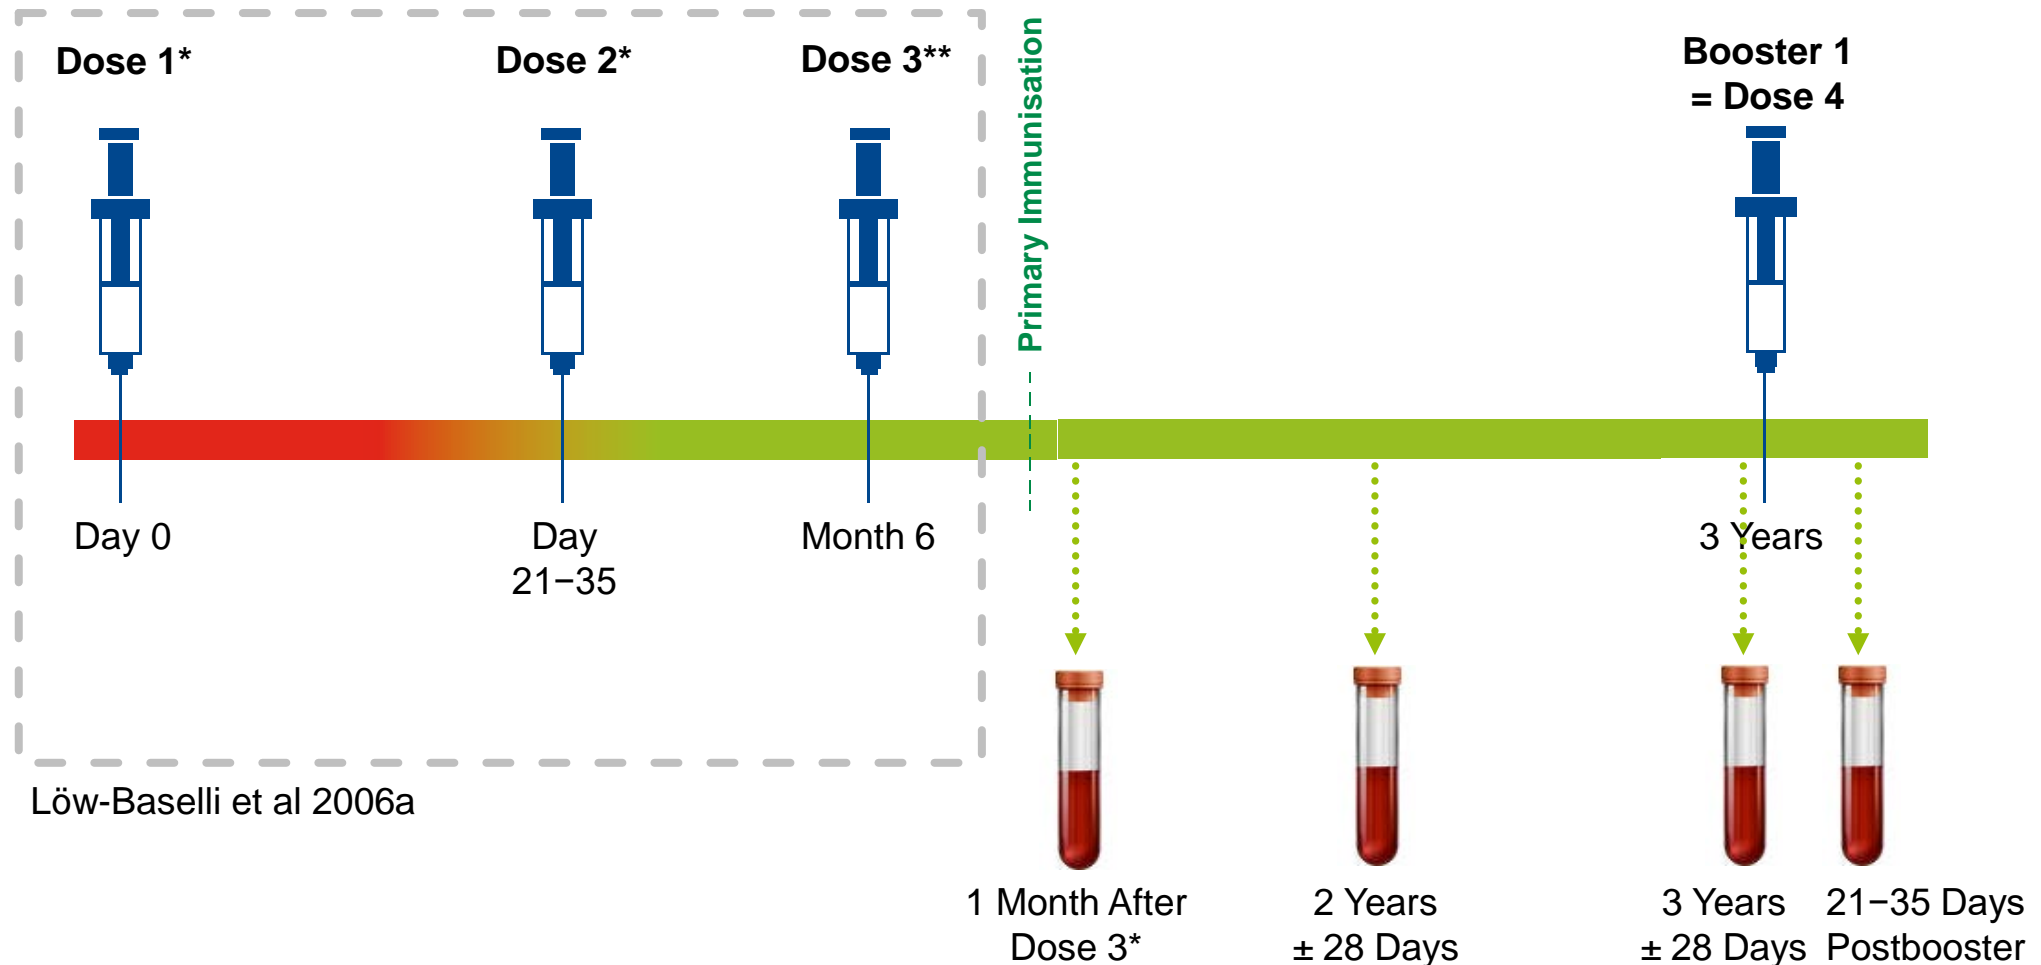 Dose 1*
Dose 2*
Dose 3**
Primary Immunisation
Booster 1
= Dose 4
Day 0
Day
21–35
Month 6
3 Years
Löw-Baselli et al 2006a
1 Month After
Dose 3*
2 Years
± 28 Days
3 Years
± 28 Days
21–35 Days
Postbooster